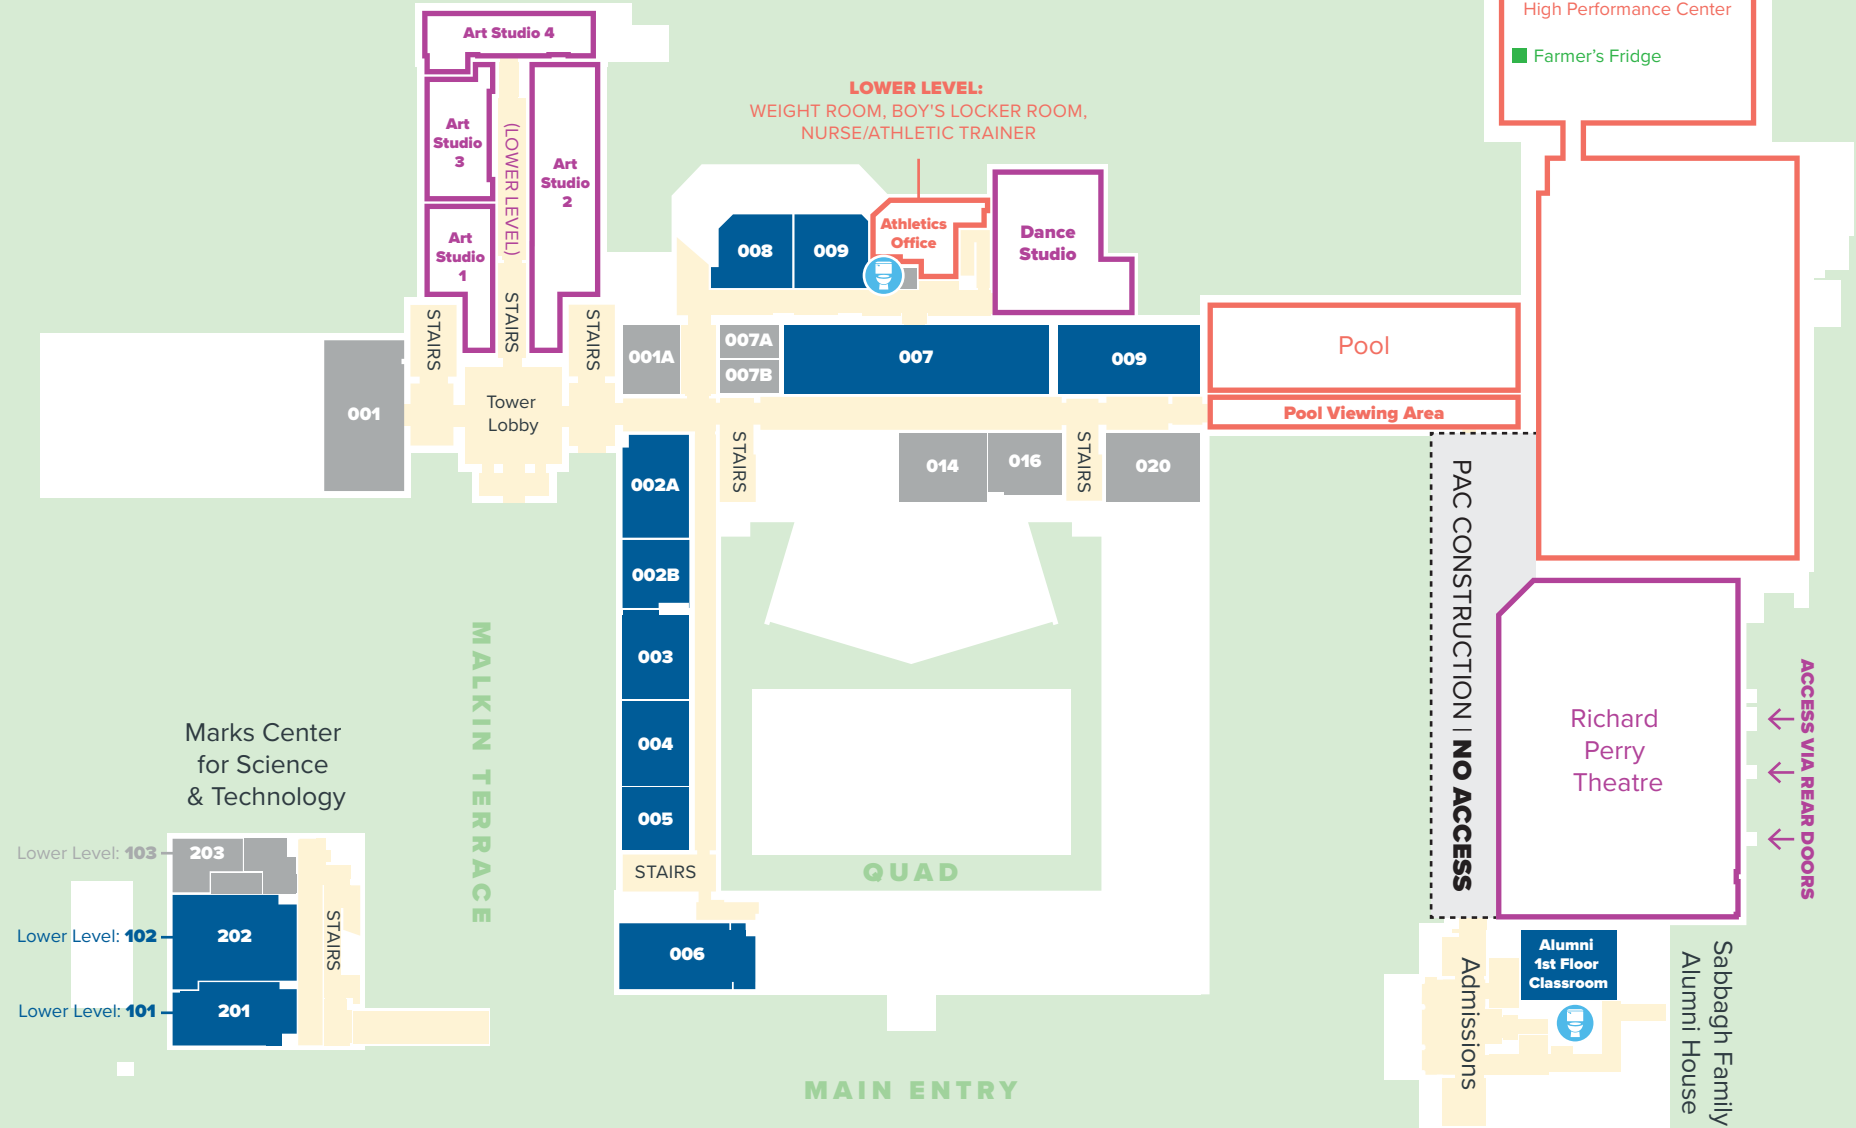 High Performance Center
Farmer's Fridge
Art Studio 4
Art
Studio
3
(LOWER LEVEL)
Art
Studio
2
Art
Studio
1
LOWER LEVEL:
WEIGHT ROOM, BOY'S LOCKER ROOM,
NURSE/ATHLETIC TRAINER
008
009
Athletics
Office
Dance
Studio
STAIRS
STAIRS
STAIRS
001A
007A
007B
007
009
Pool
Pool Viewing Area
001
Tower
Lobby
002A
STAIRS
014
016
STAIRS
020
002B
003
004
005
STAIRS
006
MALKIN TERRACE
QUAD
PAC CONSTRUCTION | NO ACCESS
Richard
Perry
Theatre
ACCESS VIA REAR DOORS
Marks Center
for Science
& Technology
Lower Level: 103
203
Lower Level: 102
202
STAIRS
Lower Level: 101
201
Admissions
Alumni
1st Floor
Classroom
Sabbagh Family
Alumni House
MAIN ENTRY